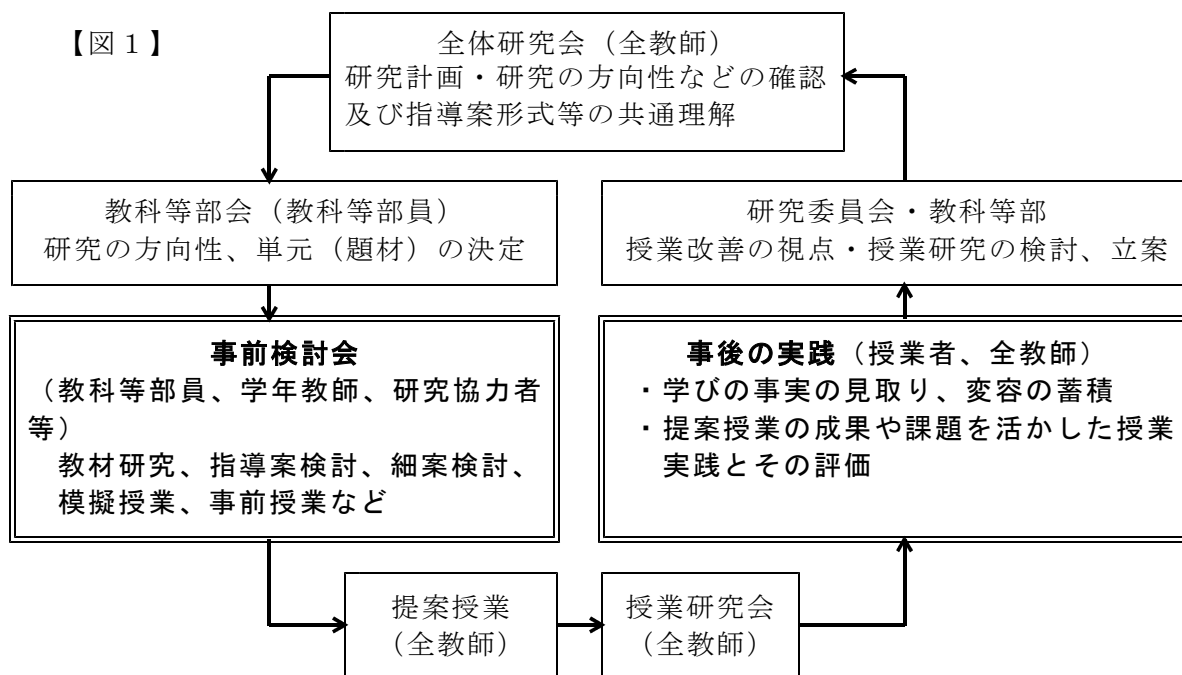 【図１】
全体研究会（全教師）
研究計画・研究の方向性などの確認
及び指導案形式等の共通理解
教科等部会（教科等部員）
研究の方向性、単元（題材）の決定
事前検討会
（教科等部員、学年教師、研究協力者
等）
教材研究、指導案検討、細案検討、
模擬授業、事前授業など
提案授業
（全教師）
授業研究会
（全教師）
事後の実践（授業者、全教師）
・学びの事実の見取り、変容の蓄積
・提案授業の成果や課題を活かした授業
実践とその評価
研究委員会・教科等部
授業改善の視点・授業研究の検討、立案